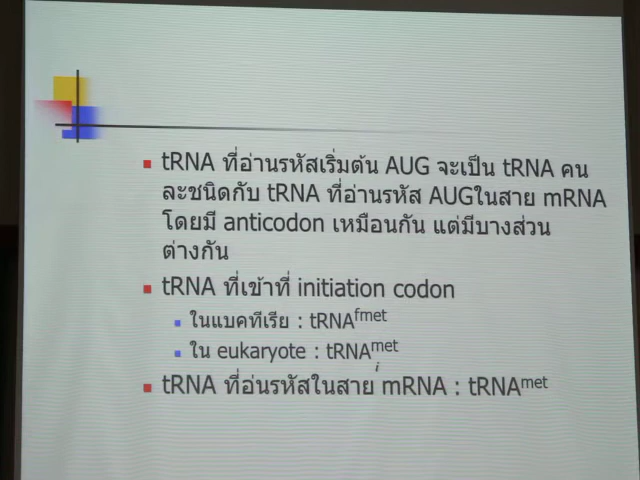 tRNA ที่อ่านรหัสเริ่มต้น AUG จะเป็น tRNA คน
ละชนิดกับ tRNA ที่อ่านรหัส AUGในสาย mRNA
โดยมี anticodon เหมือนกัน แต่มีบางส่วน
ต่างกัน
tRNA ที่เข้าที่ initiation codon
ในแบคทีเรีย : tRNAfmet
ใน eukaryote : tRNAmet
i
tRNA ที่อ่นรหัสในสาย mRNA : tRNAmet